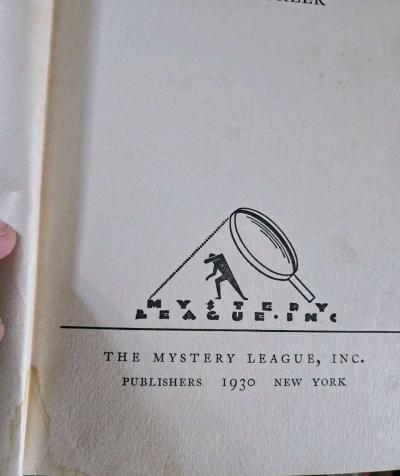 MYSTERY
LEAGUE·INC
THE MYSTERY LEAGUE, INC.
PUBLISHERS 1930 NEW YORK